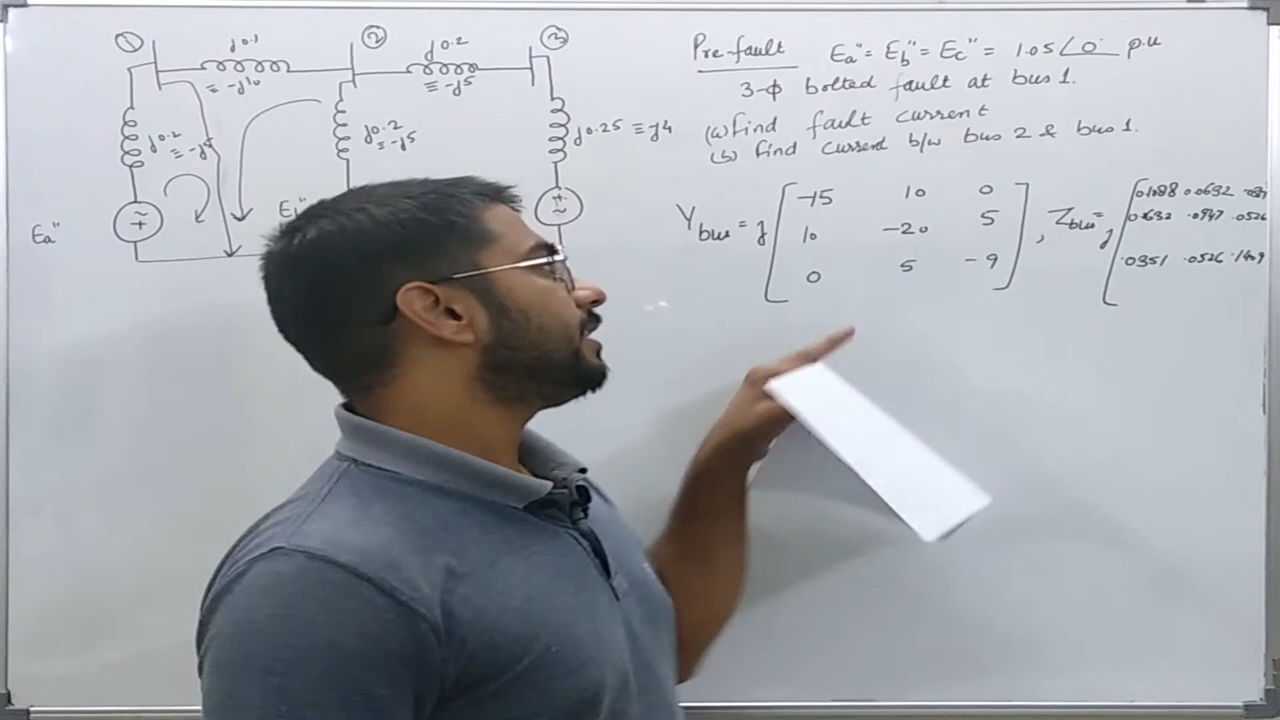 ① ② ③
j0.1 ≡ -j10
j0.2 ≡ -j5
j0.2 ≡ -j5
j0.2 ≡ -j5
j0.25 ≡ -j4
Ea"
Pre-fault Ea" = Eb" = Ec" = 1.05∠0° p.u
3-ϕ bolted fault at bus 1.
(a) Find fault current
(b) Find current b/w bus 2 & bus 1.
Ybus = j [ -15 10 0
10 -20 5
0 5 -9 ]
, Zbus = j [ 0.1088 0.0632
0.0632 .0947 .0526
.0351 .0526 .1409